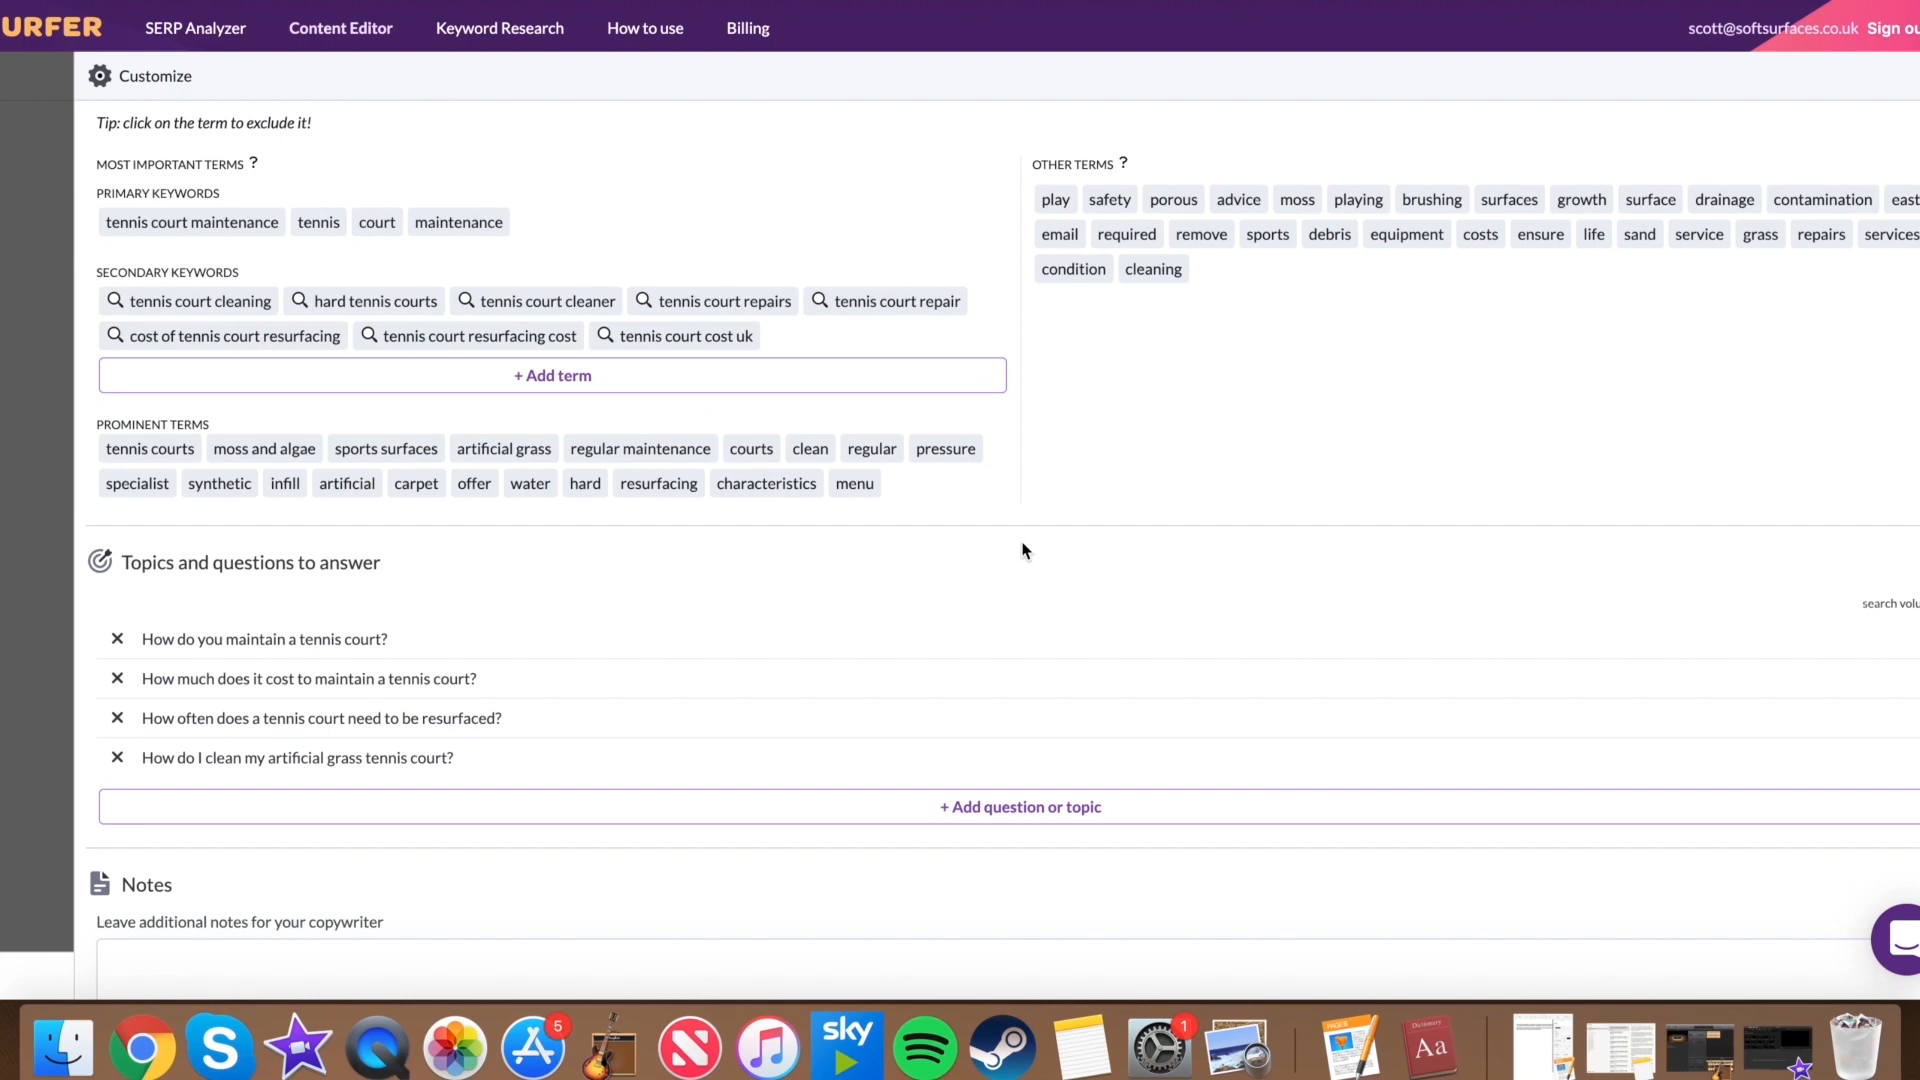 URFER SERP Analyzer Content Editor Keyword Research How to use Billing scott@softsurfaces.co.uk Sign ou
Customize
Tip: click on the term to exclude it!
MOST IMPORTANT TERMS ?
PRIMARY KEYWORDS
tennis court maintenance tennis court maintenance
SECONDARY KEYWORDS
tennis court cleaning hard tennis courts tennis court cleaner tennis court repairs tennis court repair
cost of tennis court resurfacing tennis court resurfacing cost tennis court cost uk
+ Add term
PROMINENT TERMS
tennis courts moss and algae sports surfaces artificial grass regular maintenance courts clean regular pressure
specialist synthetic infill artificial carpet offer water hard resurfacing characteristics menu
OTHER TERMS ?
play safety porous advice moss playing brushing surfaces growth surface drainage contamination east
email required remove sports debris equipment costs ensure life sand service grass repairs services
condition cleaning
Topics and questions to answer
search volu
How do you maintain a tennis court?
How much does it cost to maintain a tennis court?
How often does a tennis court need to be resurfaced?
How do I clean my artificial grass tennis court?
+ Add question or topic
Notes
Leave additional notes for your copywriter
5
sky
1
PAGES
Dictionary
Aa